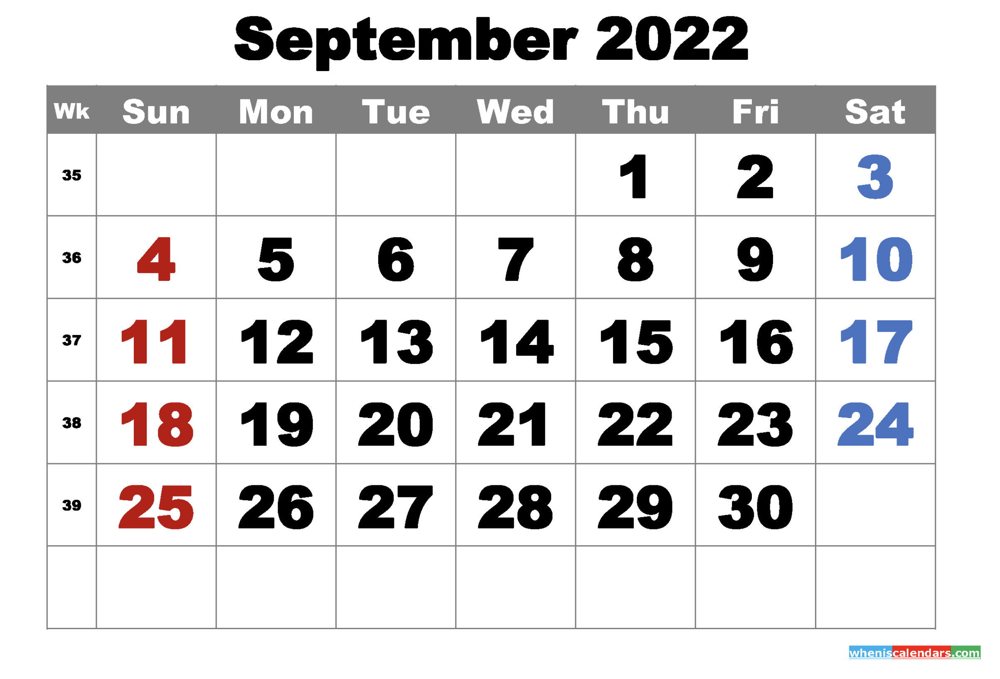 September 2022
Wk Sun Mon Tue Wed Thu Fri Sat
35 1 2 3
36 4 5 6 7 8 9 10
37 11 12 13 14 15 16 17
38 18 19 20 21 22 23 24
39 25 26 27 28 29 30
wheniscalendars.com